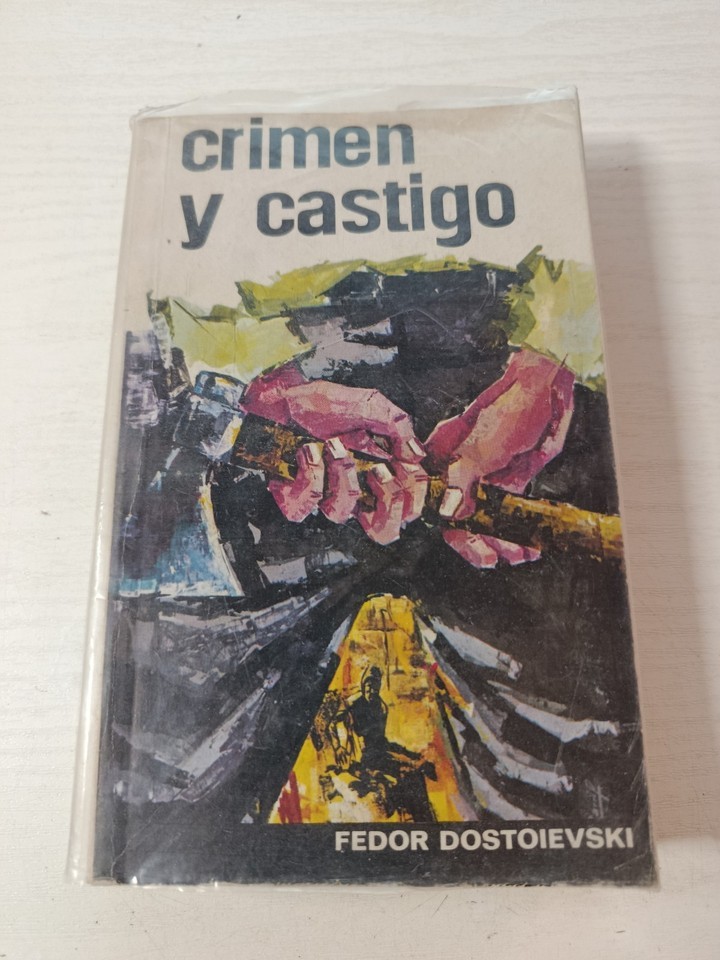 crimen
y castigo
FEDOR DOSTOIEVSKI